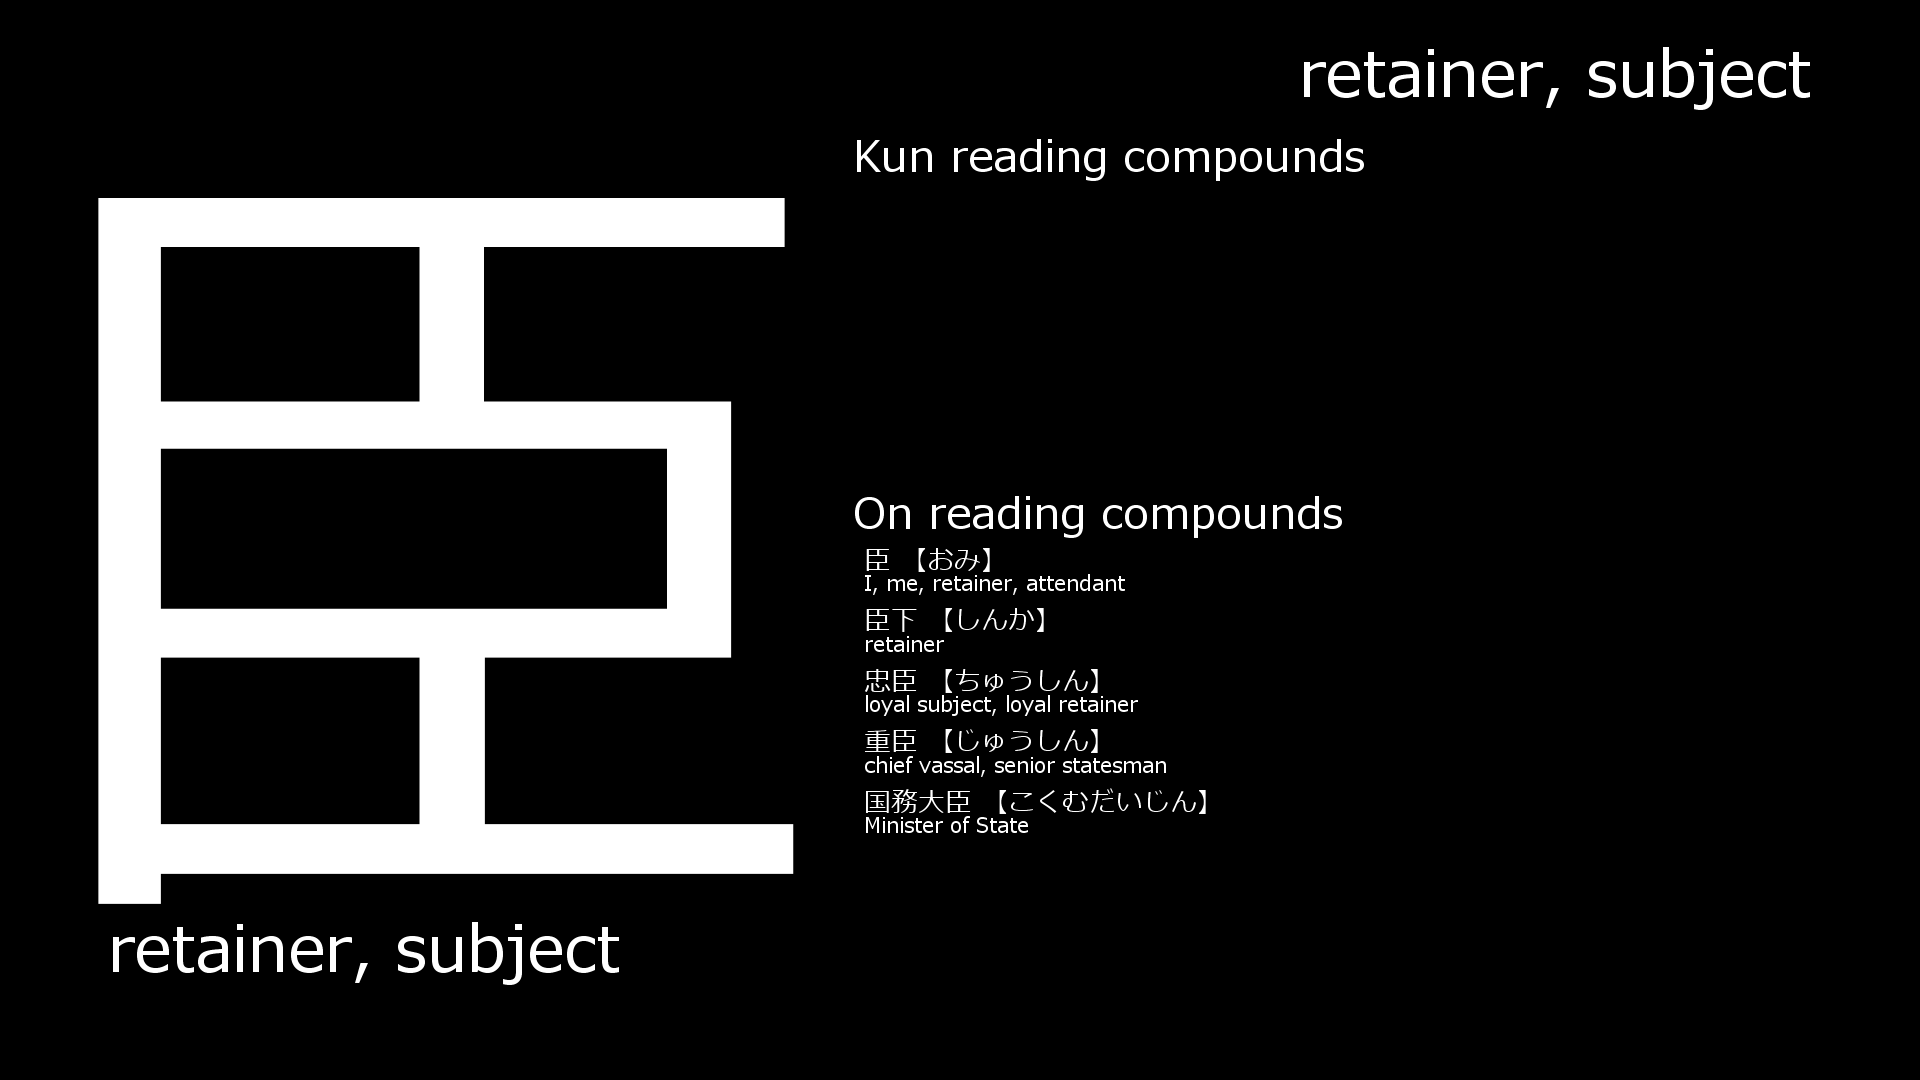 retainer, subject
Kun reading compounds
臣
On reading compounds
臣 【おみ】
I, me, retainer, attendant
臣下 【しんか】
retainer
忠臣 【ちゅうしん】
loyal subject, loyal retainer
重臣 【じゅうしん】
chief vassal, senior statesman
国務大臣 【こくむだいじん】
Minister of State
retainer, subject